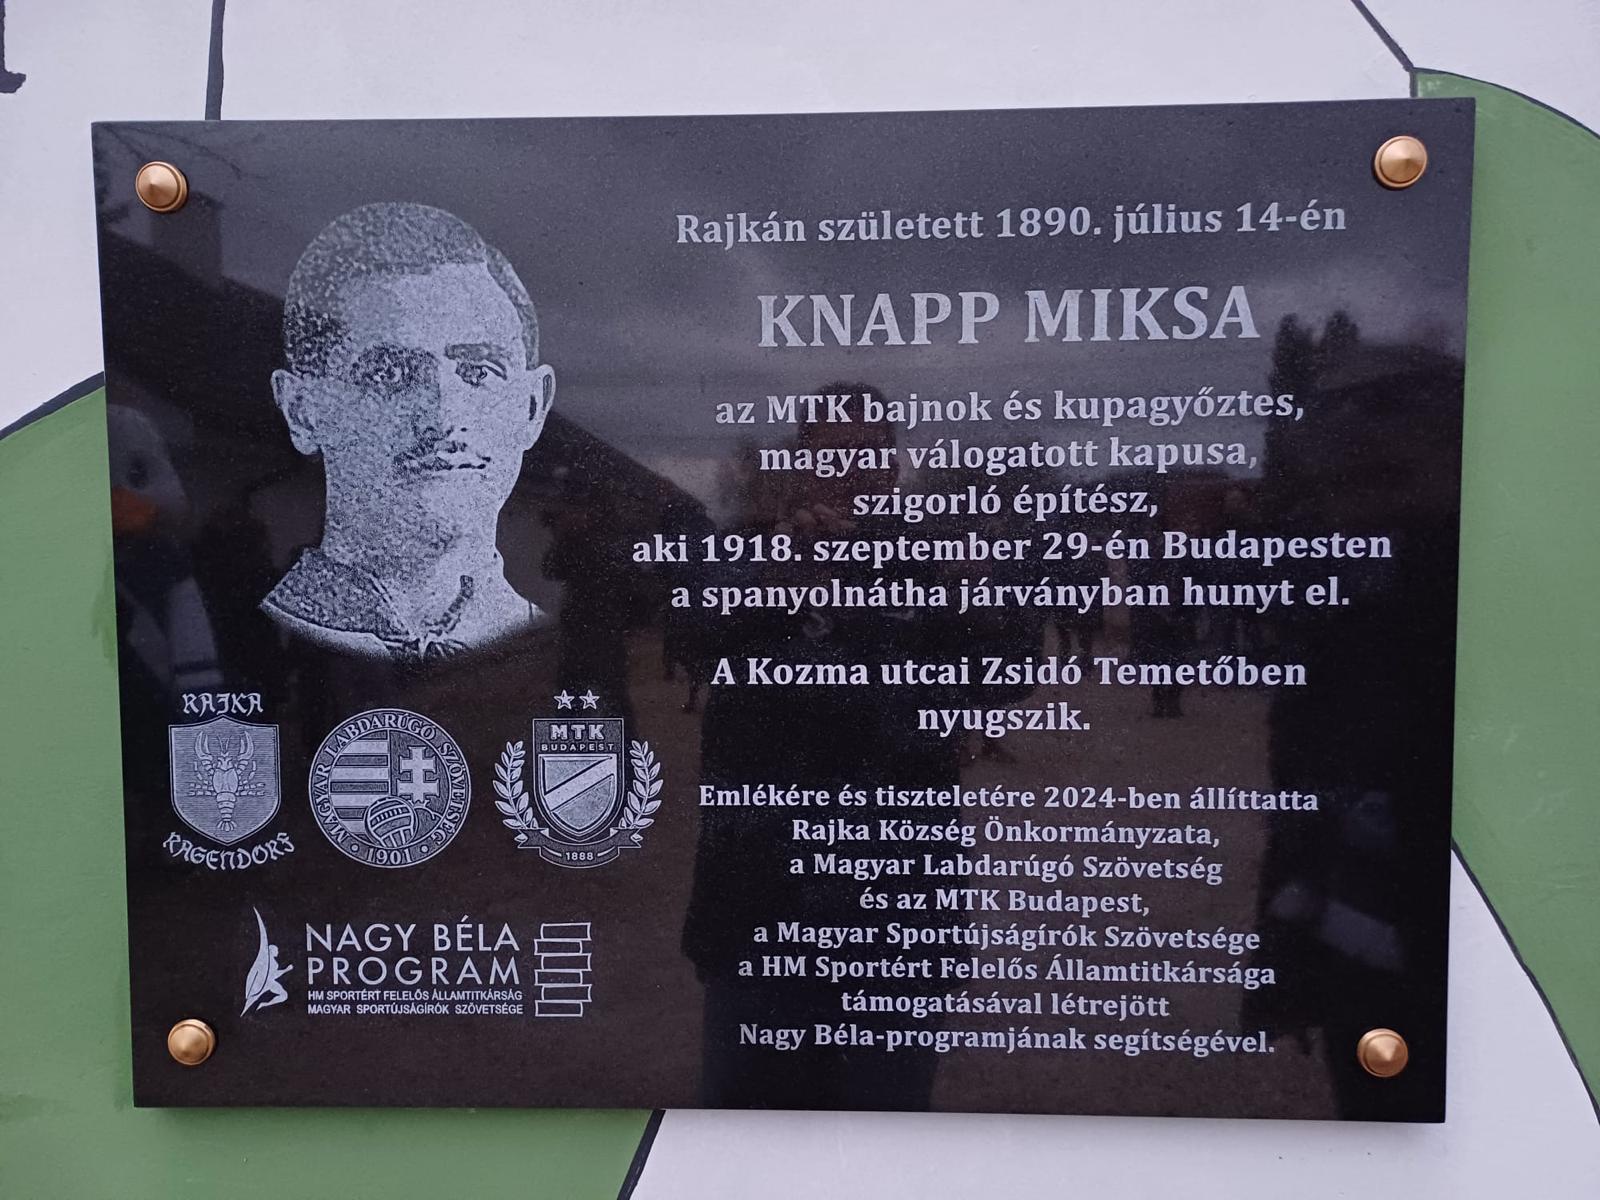 Rajkán született 1890. július 14-én
KNAPP MIKSA
az MTK bajnok és kupagyőztes,
magyar válogatott kapusa,
szigorló építész,
aki 1918. szeptember 29-én Budapesten
a spanyolnátha járványban hunyt el.
A Kozma utcai Zsidó Temetőben
nyugszik.
Emlékére és tiszteletére 2024-ben állíttatta
Rajka Község Önkormányzata,
a Magyar Labdarúgó Szövetség
és az MTK Budapest,
a Magyar Sportújságírók Szövetsége
a HM Sportért Felelős Államtitkársága
támogatásával létrejött
Nagy Béla-programjának segítségével.
RAJKA
RAGENDORF
MAGYAR LABDARÚGÓ SZÖVETSÉG
• 1901 •
MTK
BUDAPEST
1888
NAGY BÉLA
PROGRAM
HM SPORTÉRT FELELŐS ÁLLAMTITKÁRSÁG
MAGYAR SPORTÚJSÁGÍRÓK SZÖVETSÉGE